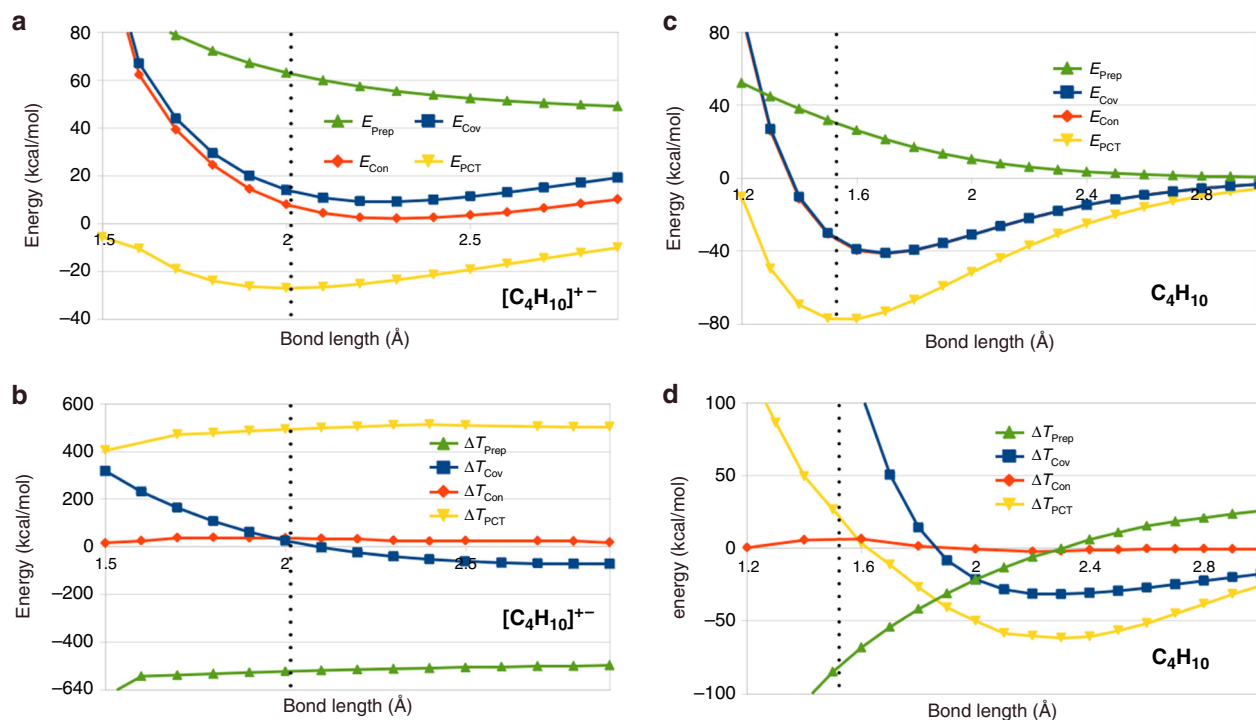 a
80
60
40
20
0
−20
−40
1.5
2
2.5
Energy (kcal/mol)
E_Prep
E_Cov
E_Con
E_PCT
[C₄H₁₀]⁺⁻
Bond length (Å)
c
80
40
0
−40
−80
1.2
1.6
2
2.4
2.8
Energy (kcal/mol)
E_Prep
E_Cov
E_Con
E_PCT
C₄H₁₀
Bond length (Å)
b
600
400
200
0
−200
−400
−640
1.5
2
2.5
Energy (kcal/mol)
ΔT_Prep
ΔT_Cov
ΔT_Con
ΔT_PCT
[C₄H₁₀]⁺⁻
Bond length (Å)
d
100
50
0
−50
−100
1.2
1.6
2
2.4
2.8
energy (kcal/mol)
ΔT_Prep
ΔT_Cov
ΔT_Con
ΔT_PCT
C₄H₁₀
Bond length (Å)